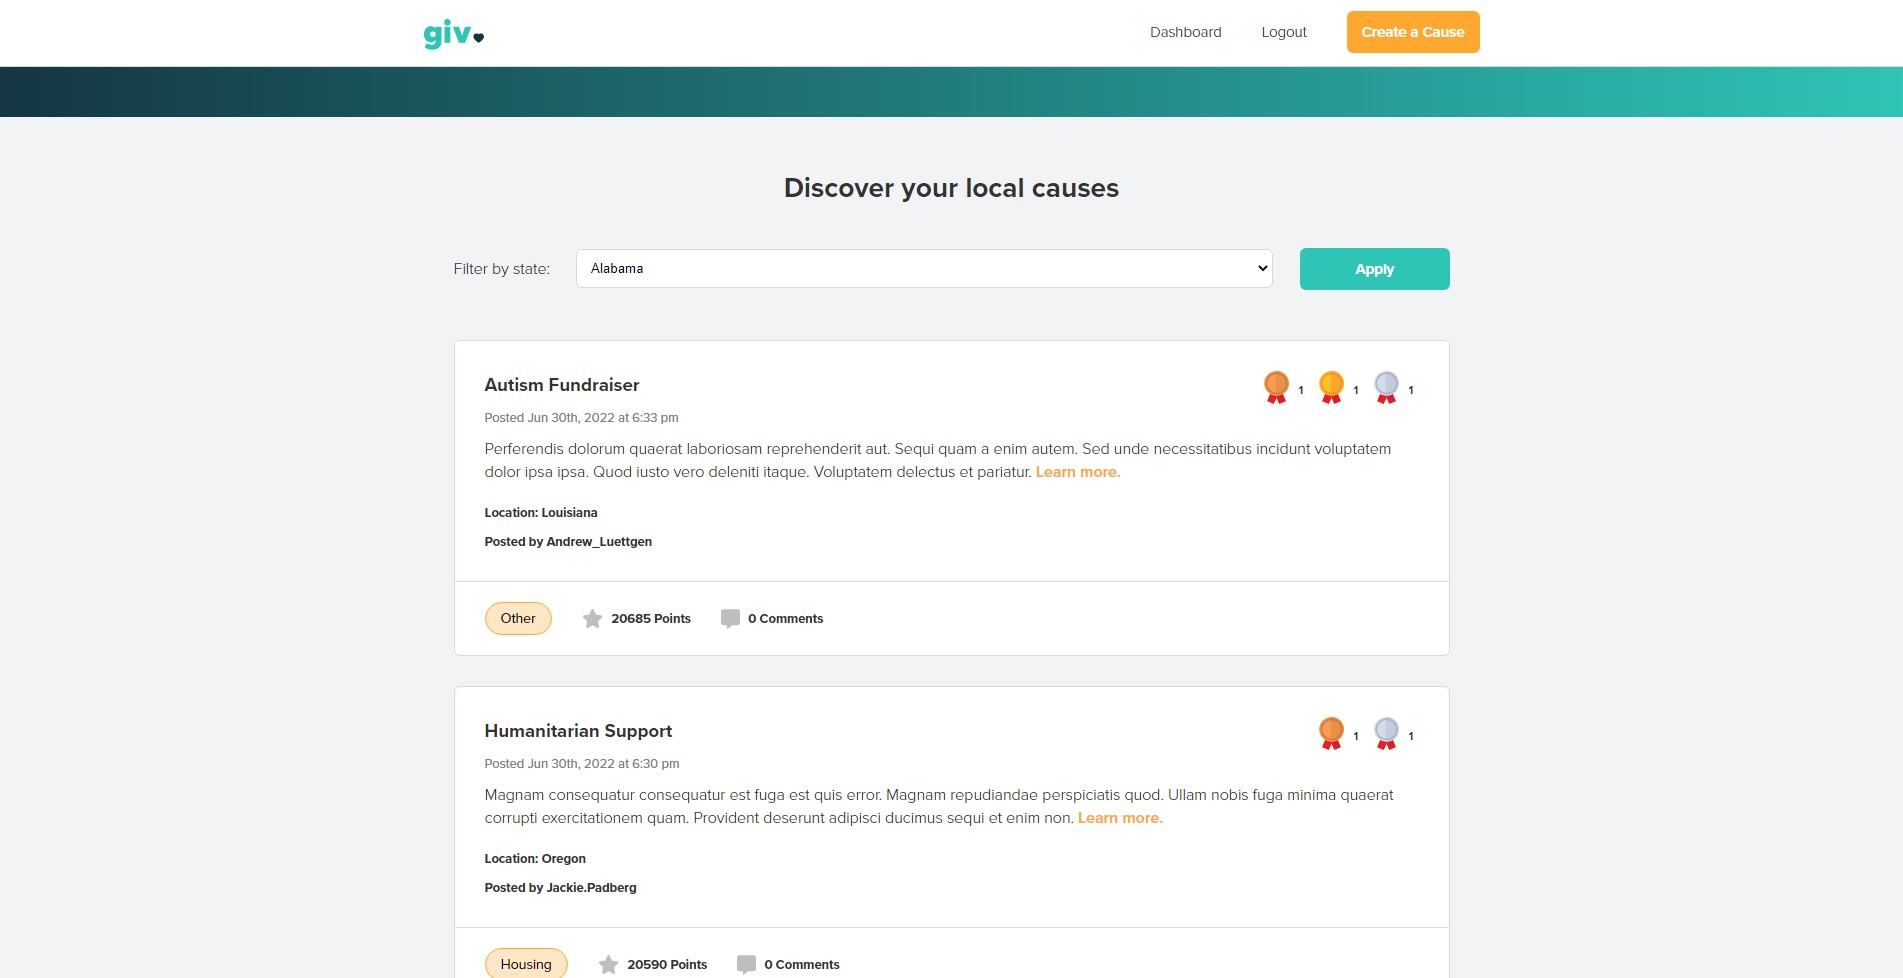 giv
Dashboard
Logout
Create a Cause
Discover your local causes
Filter by state:
Alabama
Apply
Autism Fundraiser
1
1
1
Posted Jun 30th, 2022 at 6:33 pm
Perferendis dolorum quaerat laboriosam reprehenderit aut. Sequi quam a enim autem. Sed unde necessitatibus incidunt voluptatem
dolor ipsa ipsa. Quod iusto vero deleniti itaque. Voluptatem delectus et pariatur. Learn more.
Location: Louisiana
Posted by Andrew_Luettgen
Other
20685 Points
0 Comments
Humanitarian Support
1
1
Posted Jun 30th, 2022 at 6:30 pm
Magnam consequatur consequatur est fuga est quis error. Magnam repudiandae perspiciatis quod. Ullam nobis fuga minima quaerat
corrupti exercitationem quam. Provident deserunt adipisci ducimus sequi et enim non. Learn more.
Location: Oregon
Posted by Jackie.Padberg
Housing
20590 Points
0 Comments